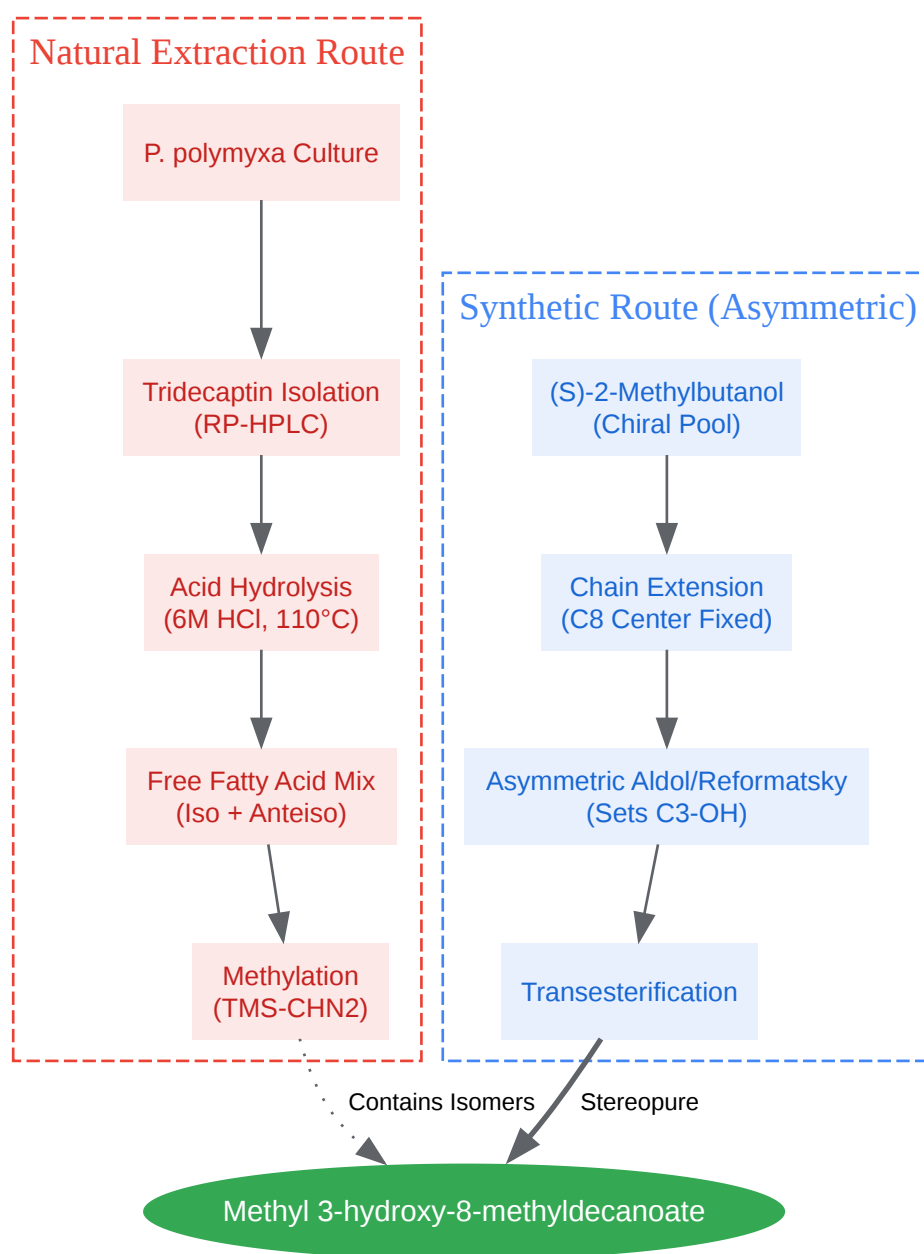 Natural Extraction Route
P. polymyxa Culture
Tridecaptin Isolation
(RP-HPLC)
Acid Hydrolysis
(6M HCl, 110°C)
Free Fatty Acid Mix
(Iso + Anteiso)
Methylation
(TMS-CHN2)
Synthetic Route (Asymmetric)
(S)-2-Methylbutanol
(Chiral Pool)
Chain Extension
(C8 Center Fixed)
Asymmetric Aldol/Reformatsky
(Sets C3-OH)
Transesterification
Contains Isomers
Stereopure
Methyl 3-hydroxy-8-methyldecanoate